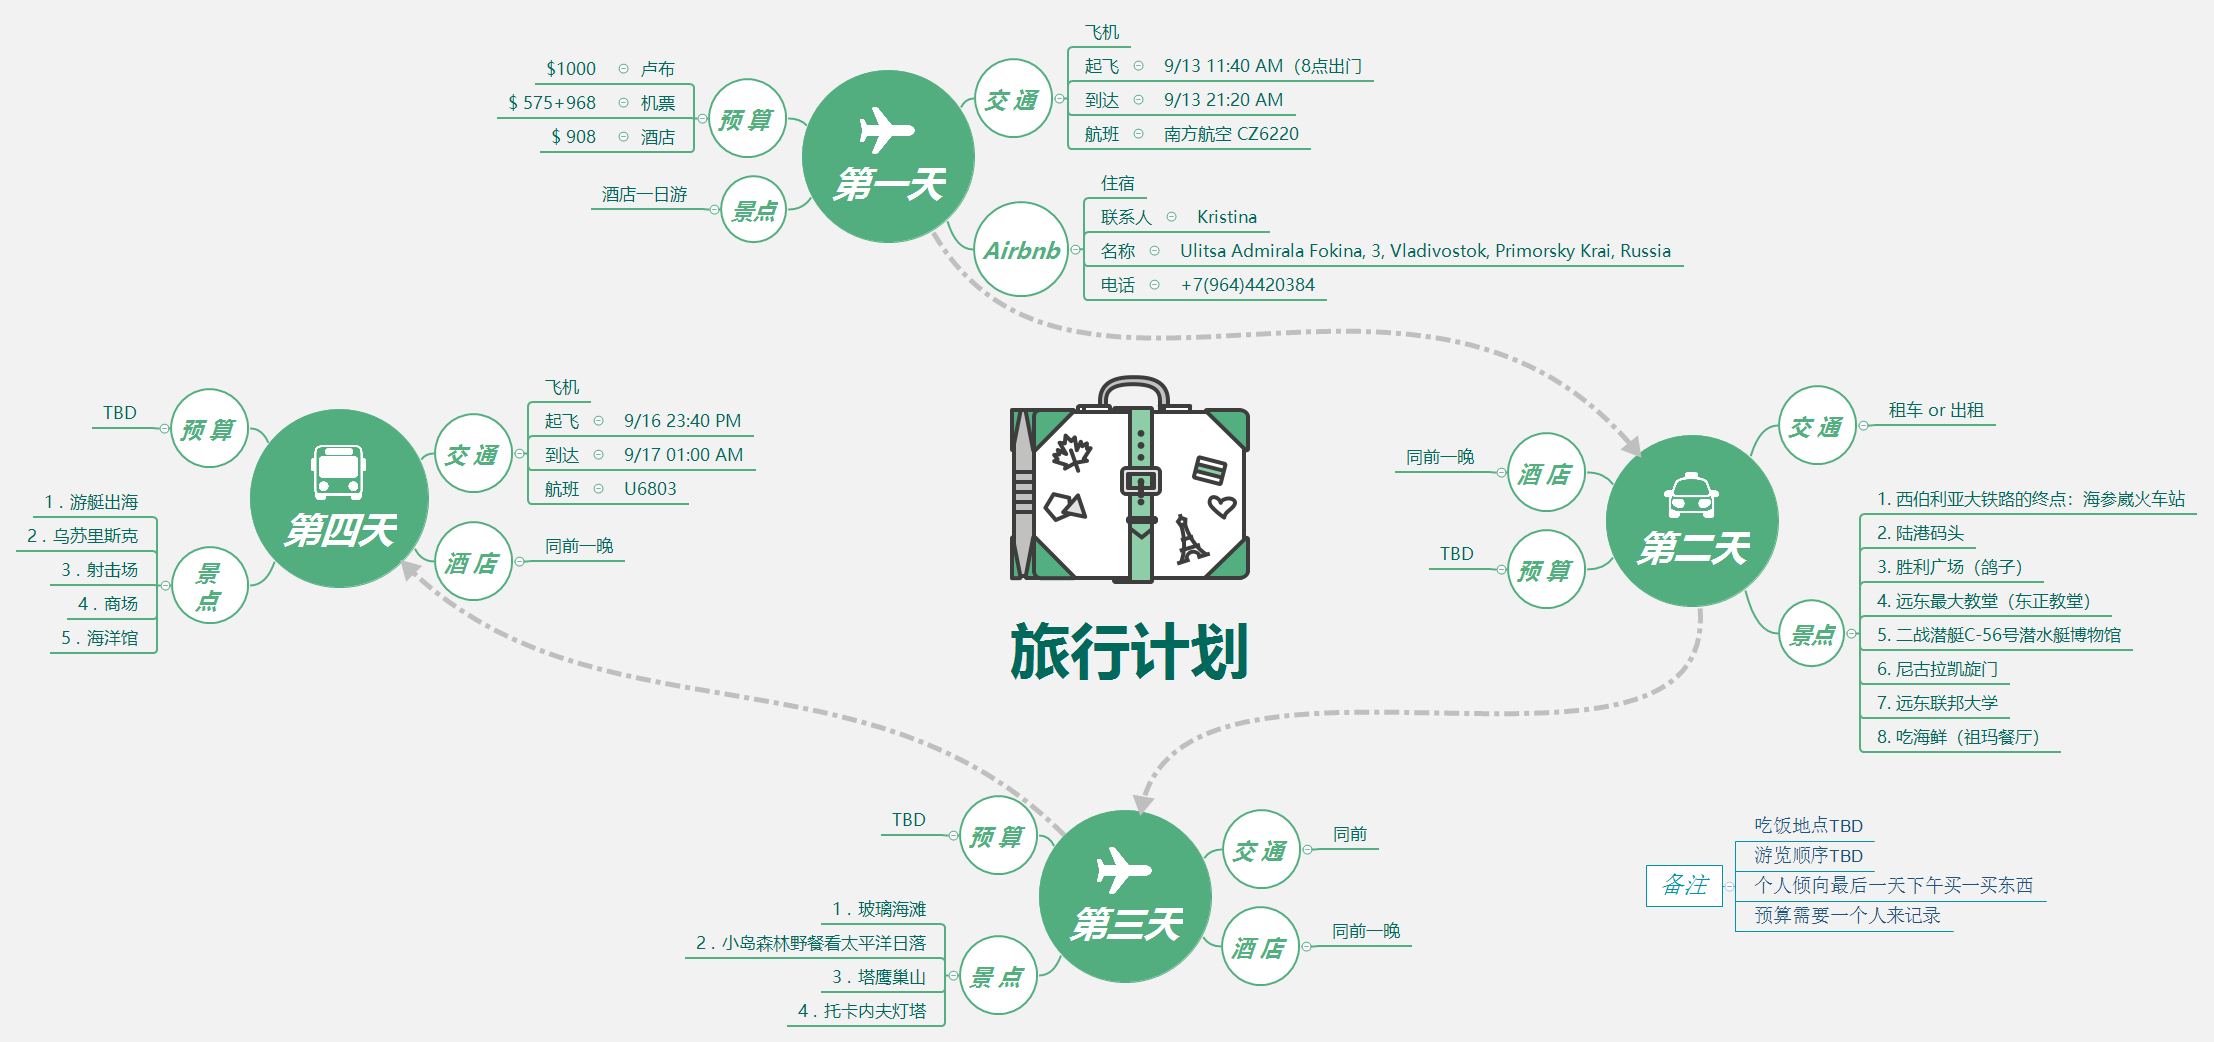 旅行计划
第一天
预 算
$1000 卢布
$ 575+968 机票
$ 908 酒店
景点
酒店一日游
交 通
飞机
起飞 9/13 11:40 AM（8点出门
到达 9/13 21:20 AM
航班 南方航空 CZ6220
Airbnb
住宿
联系人 Kristina
名称 Ulitsa Admirala Fokina, 3, Vladivostok, Primorsky Krai, Russia
电话 +7(964)4420384
第二天
交 通
租车 or 出租
酒 店
同前一晚
预 算
TBD
景点
1. 西伯利亚大铁路的终点：海参崴火车站
2. 陆港码头
3. 胜利广场（鸽子）
4. 远东最大教堂（东正教堂）
5. 二战潜艇C-56号潜水艇博物馆
6. 尼古拉凯旋门
7. 远东联邦大学
8. 吃海鲜（祖玛餐厅）
第三天
预 算
TBD
交 通
同前
酒 店
同前一晚
景 点
1 . 玻璃海滩
2 . 小岛森林野餐看太平洋日落
3 . 塔鹰巢山
4 . 托卡内夫灯塔
第四天
预 算
TBD
交 通
飞机
起飞 9/16 23:40 PM
到达 9/17 01:00 AM
航班 U6803
酒 店
同前一晚
景
点
1 . 游艇出海
2 . 乌苏里斯克
3 . 射击场
4 . 商场
5 . 海洋馆
备注
吃饭地点TBD
游览顺序TBD
个人倾向最后一天下午买一买东西
预算需要一个人来记录